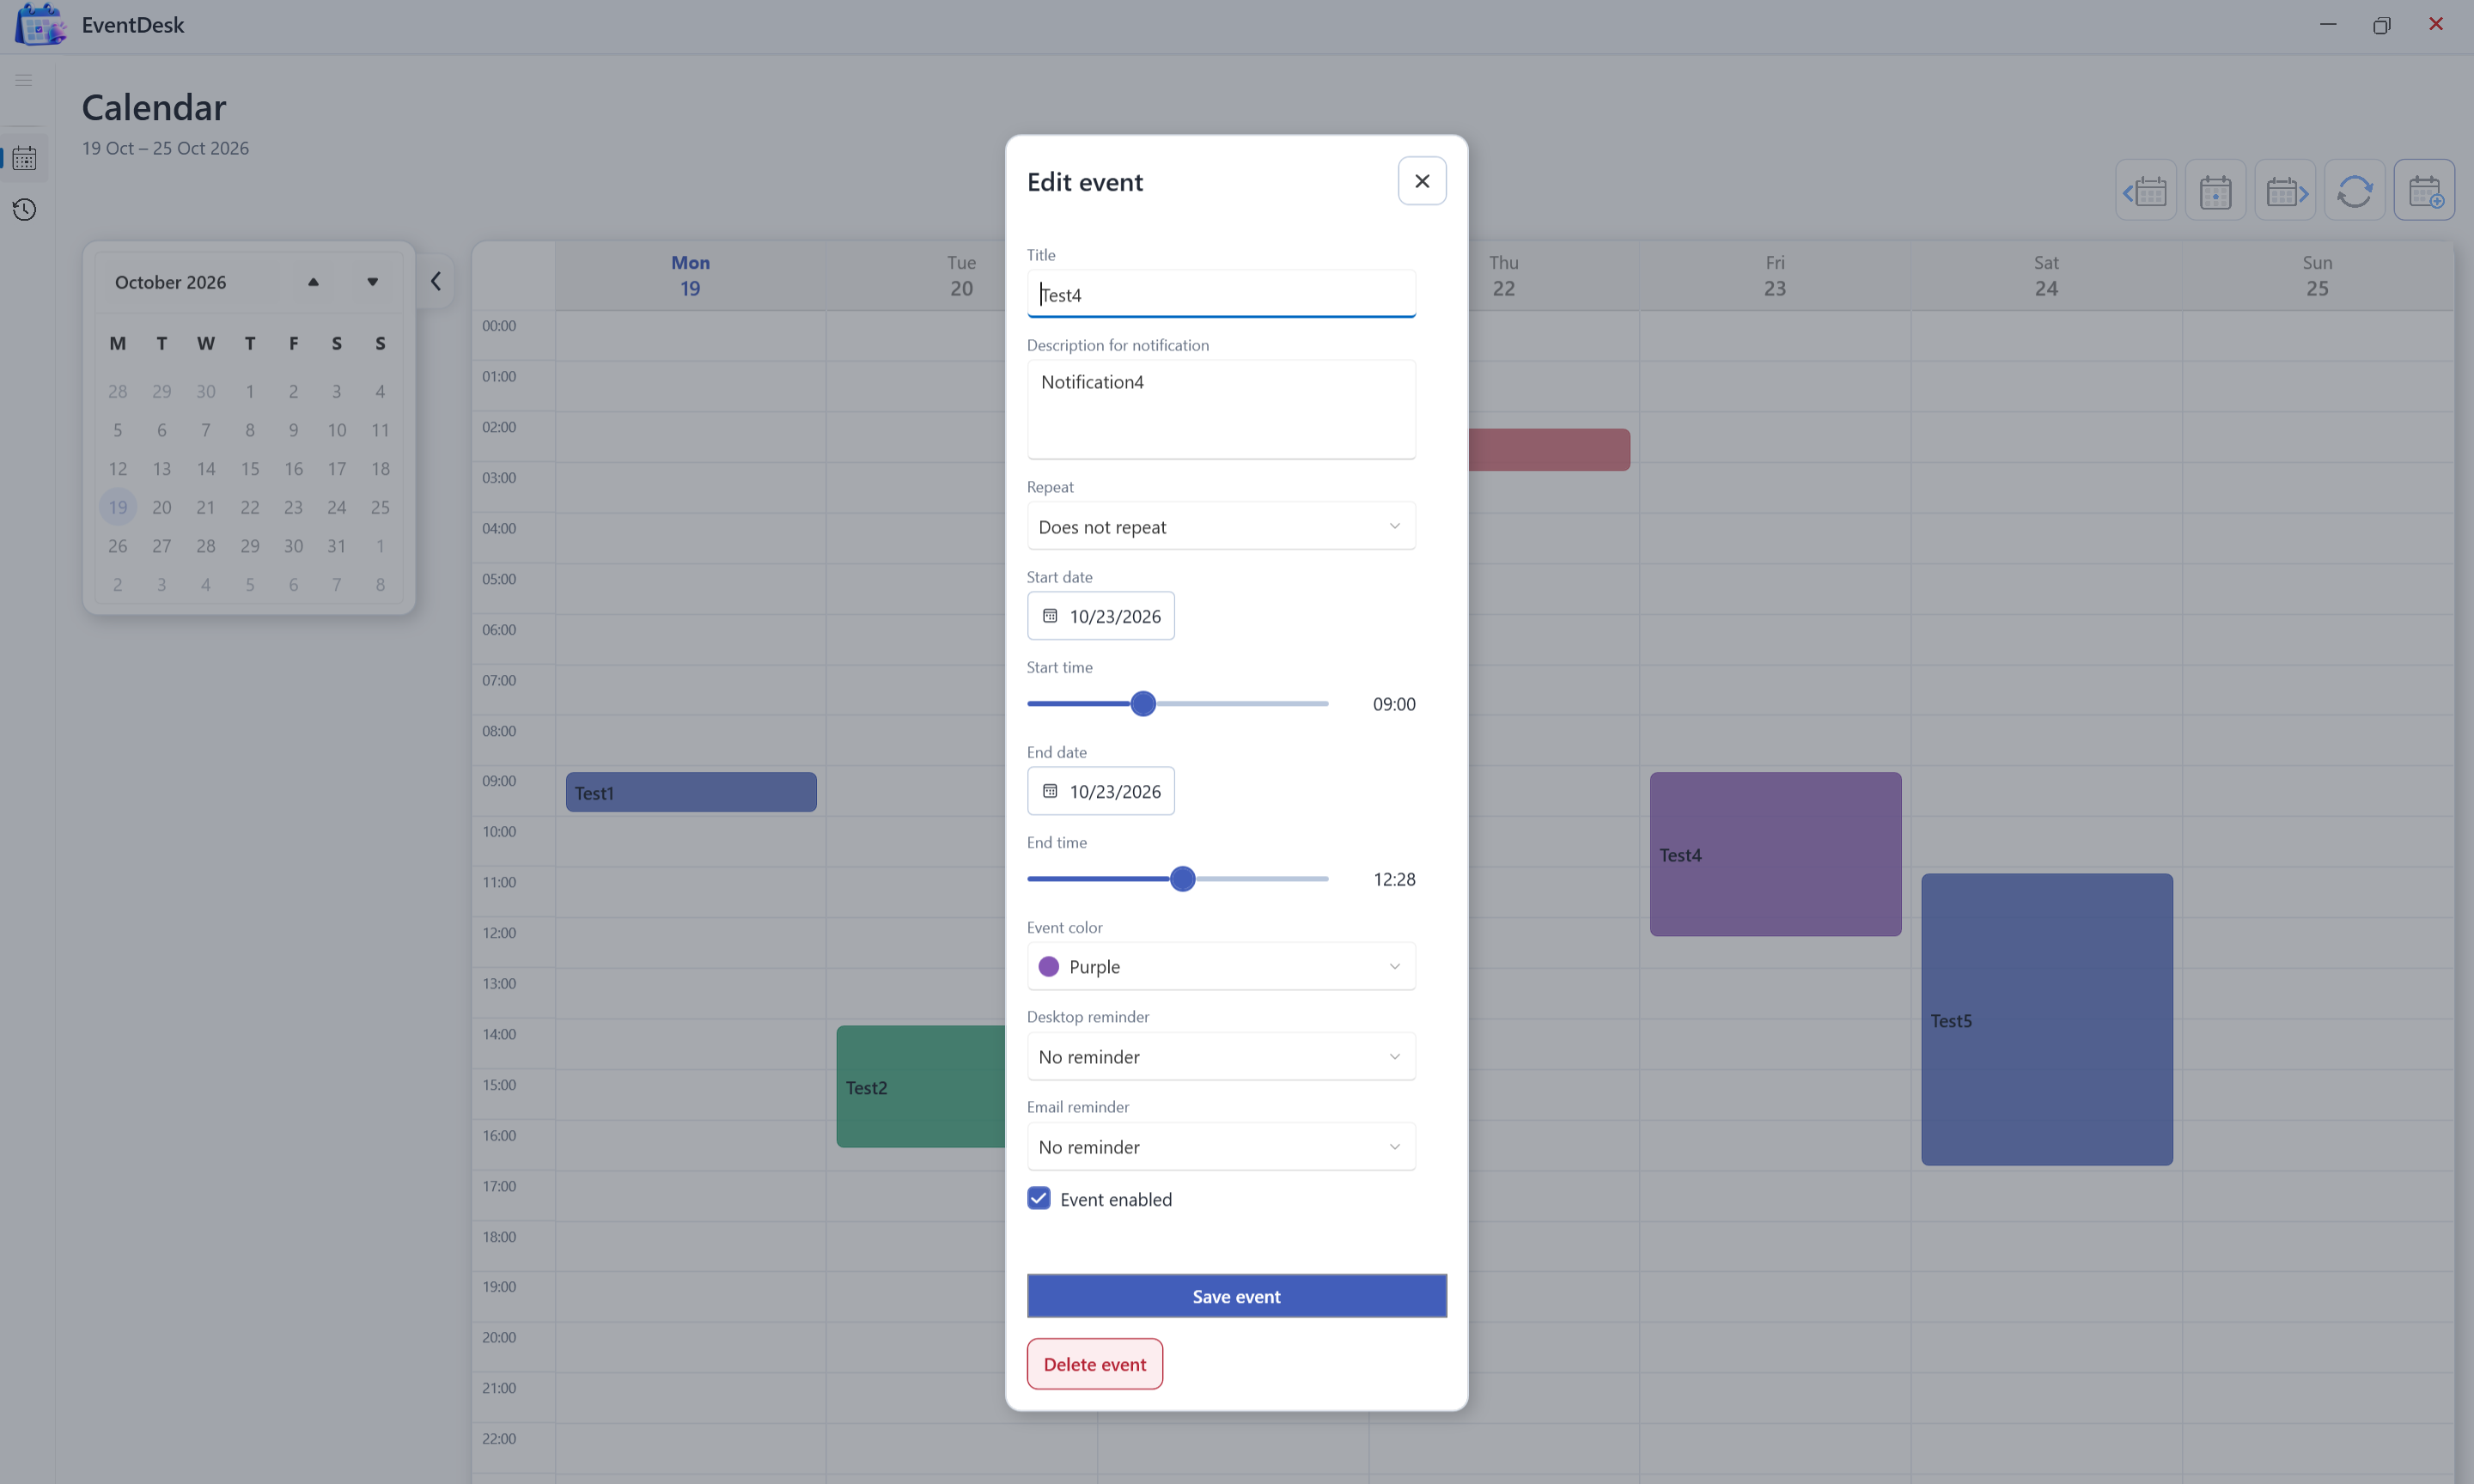 EventDesk
Calendar
19 Oct – 25 Oct 2026
October 2026
M T W T F S S
28 29 30 1 2 3 4
5 6 7 8 9 10 11
12 13 14 15 16 17 18
19 20 21 22 23 24 25
26 27 28 29 30 31 1
2 3 4 5 6 7 8
Mon Tue Thu Fri Sat Sun
19 20 22 23 24 25
00:00
01:00
02:00
03:00
04:00
05:00
06:00
07:00
08:00
09:00
10:00
11:00
12:00
13:00
14:00
15:00
16:00
17:00
18:00
19:00
20:00
21:00
22:00
Test1
Test2
Test4
Test5
Edit event
Title
Test4
Description for notification
Notification4
Repeat
Does not repeat
Start date
10/23/2026
Start time
09:00
End date
10/23/2026
End time
12:28
Event color
Purple
Desktop reminder
No reminder
Email reminder
No reminder
Event enabled
Save event
Delete event